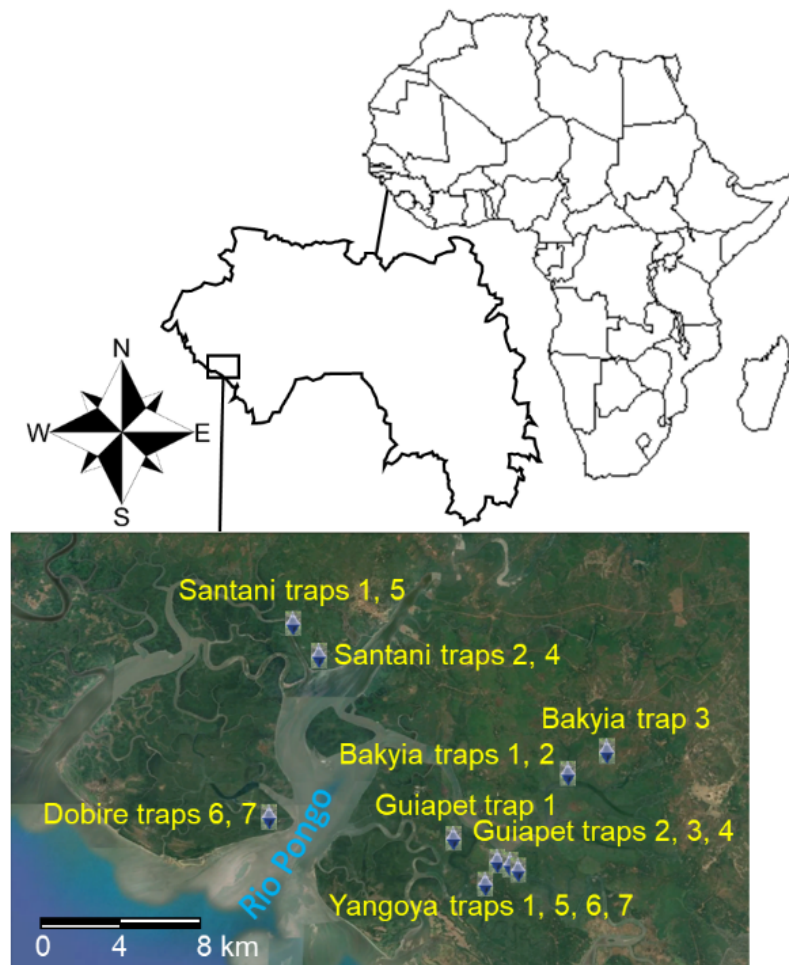 N
W E
S
Santani traps 1, 5
Santani traps 2, 4
Bakyia trap 3
Bakyia traps 1, 2
Guiapet trap 1
Dobire traps 6, 7
Guiapet traps 2, 3, 4
Rio Pongo
Yangoya traps 1, 5, 6, 7
0 4 8 km